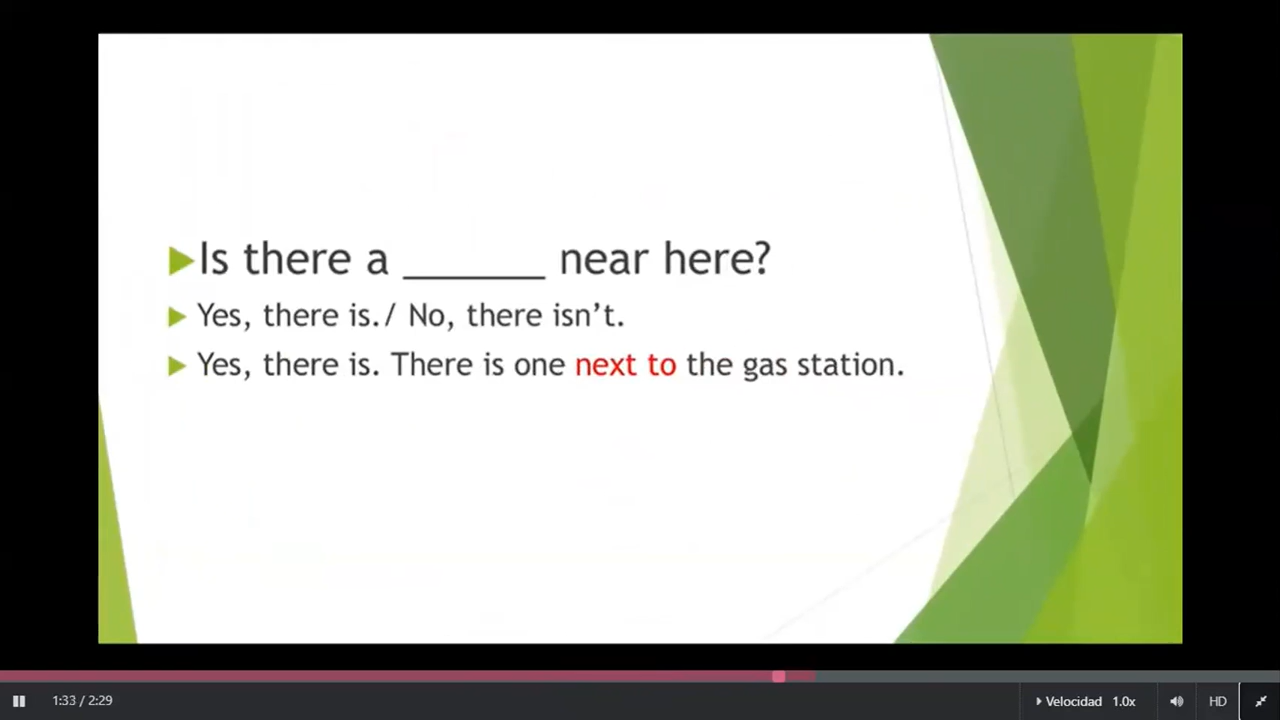 Is there a ______ near here?
Yes, there is./ No, there isn’t.
Yes, there is. There is one next to the gas station.
1:33 / 2:29
Velocidad 1.0x
HD